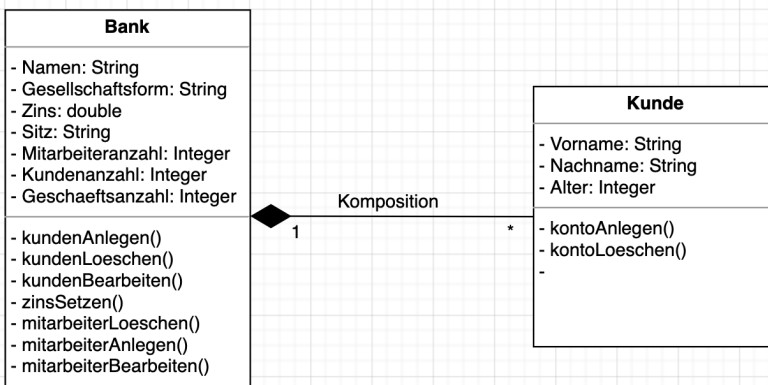 Bank
- Namen: String
- Gesellschaftsform: String
- Zins: double
- Sitz: String
- Mitarbeiteranzahl: Integer
- Kundenanzahl: Integer
- Geschaeftsanzahl: Integer
- kundenAnlegen()
- kundenLoeschen()
- kundenBearbeiten()
- zinsSetzen()
- mitarbeiterLoeschen()
- mitarbeiterAnlegen()
- mitarbeiterBearbeiten()
Komposition
1 *
Kunde
- Vorname: String
- Nachname: String
- Alter: Integer
- kontoAnlegen()
- kontoLoeschen()
-